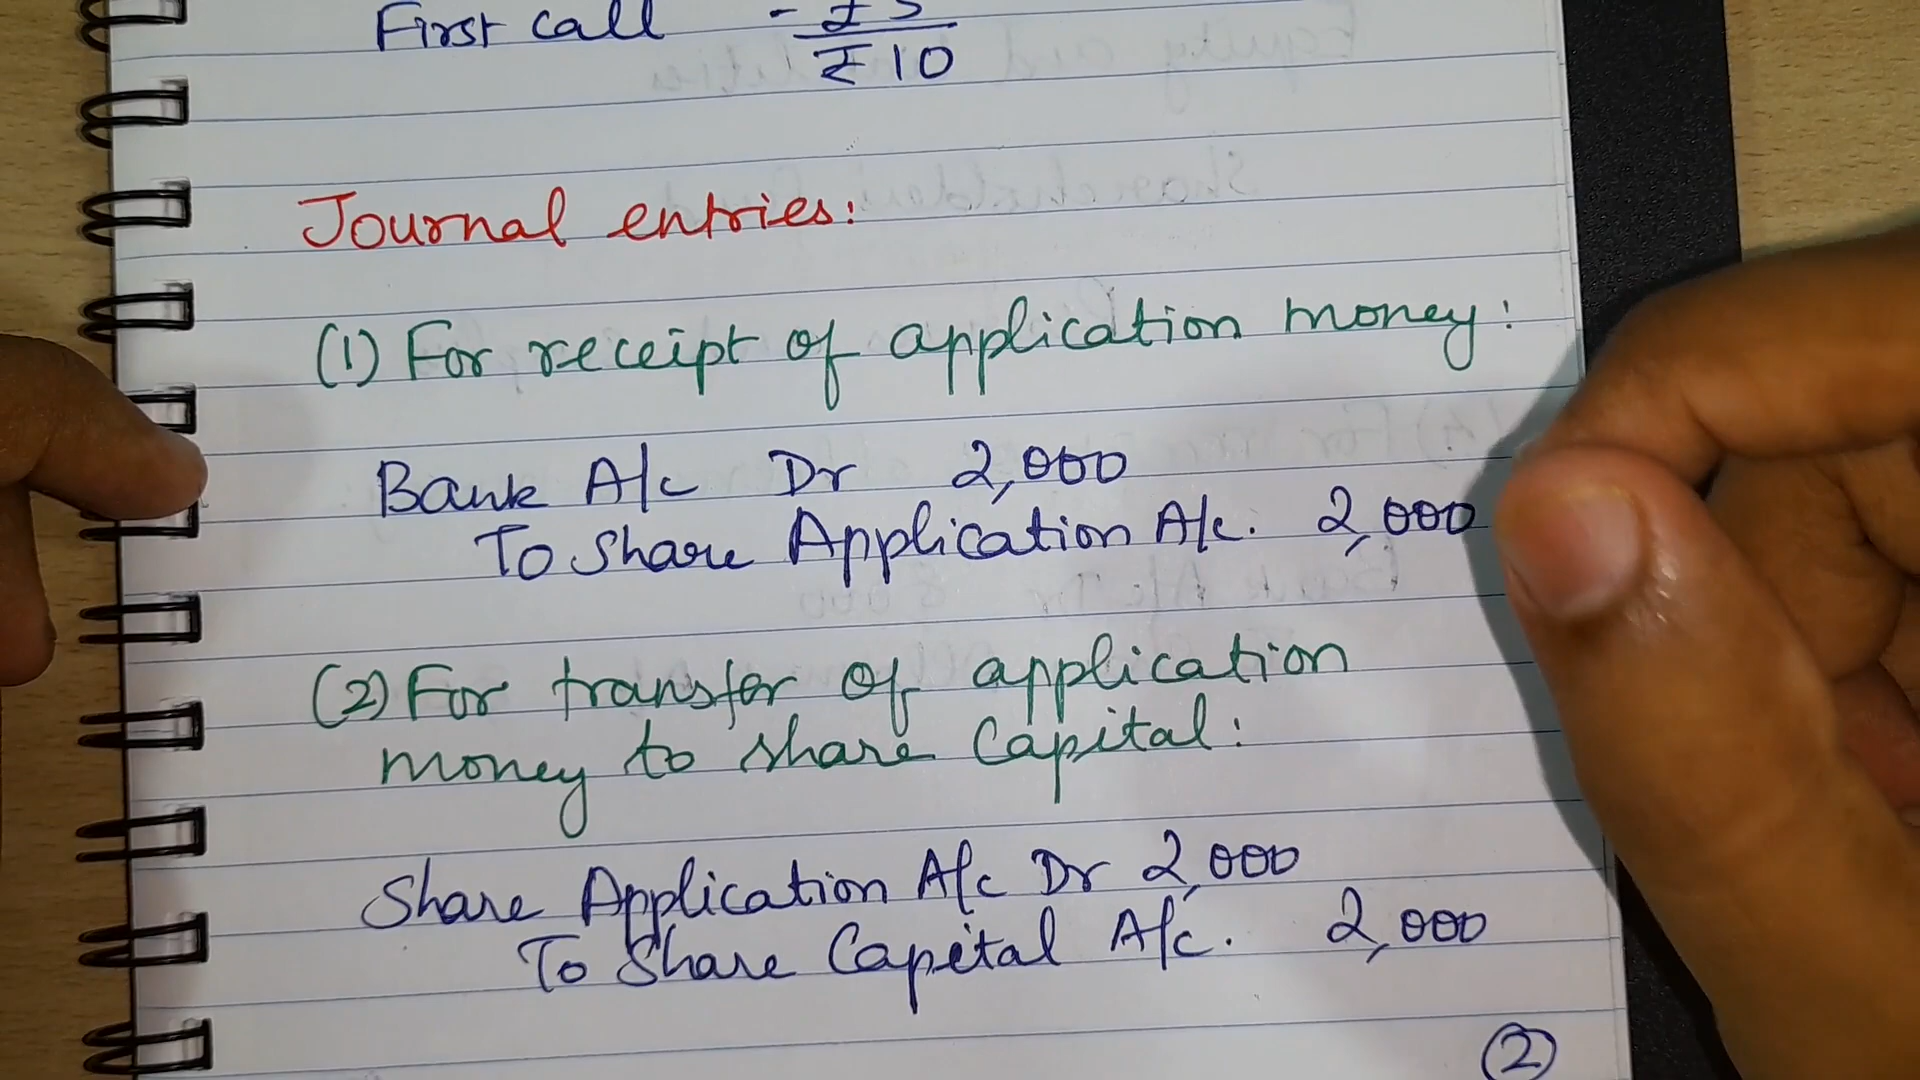 First call -
₹10
Journal entries:
(1) For receipt of application money:
Bank A/c Dr 2,000
To Share Application A/c. 2,000
(2) For transfer of application
money to share Capital:
Share Application A/c Dr 2,000
To Share Capital A/c. 2,000
(2)